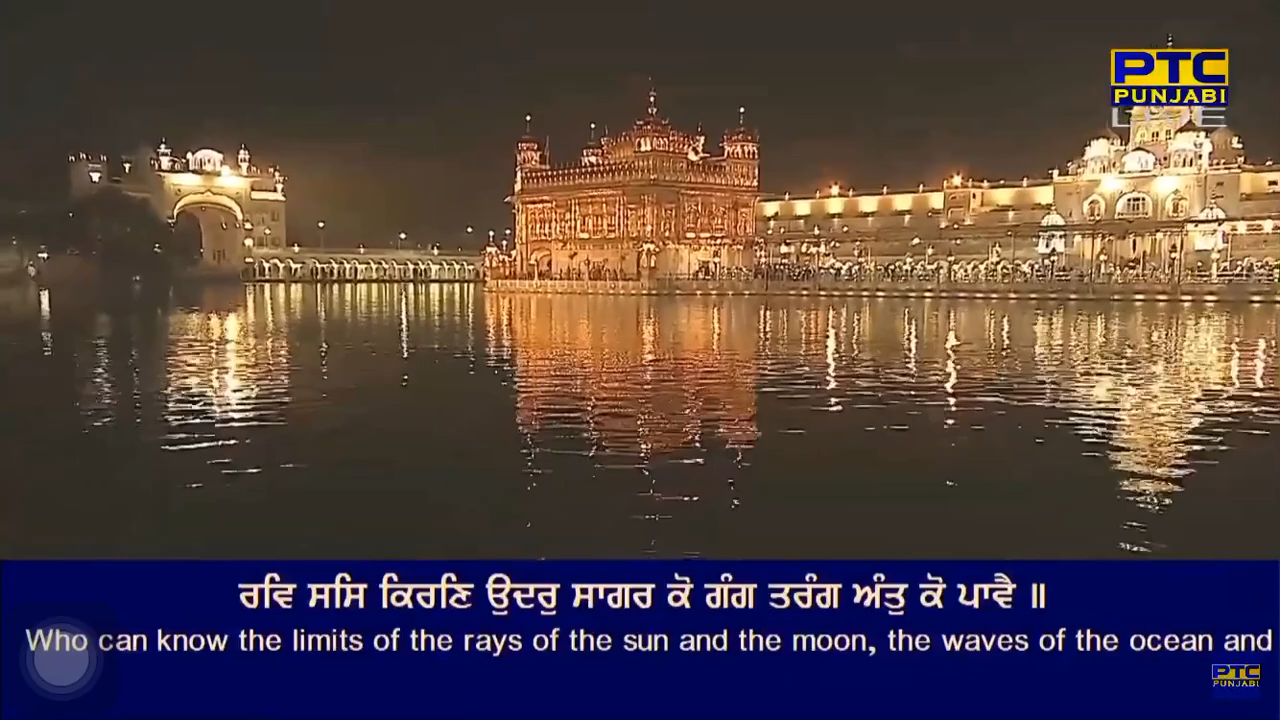 PTC
PUNJABI
LIVE
ਰਵਿ ਸਸਿ ਕਿਰਣਿ ਉਦਰੁ ਸਾਗਰ ਕੋ ਗੰਗ ਤਰੰਗ ਅੰਤੁ ਕੋ ਪਾਵੈ ॥
Who can know the limits of the rays of the sun and the moon, the waves of the ocean and
PTC
PUNJABI